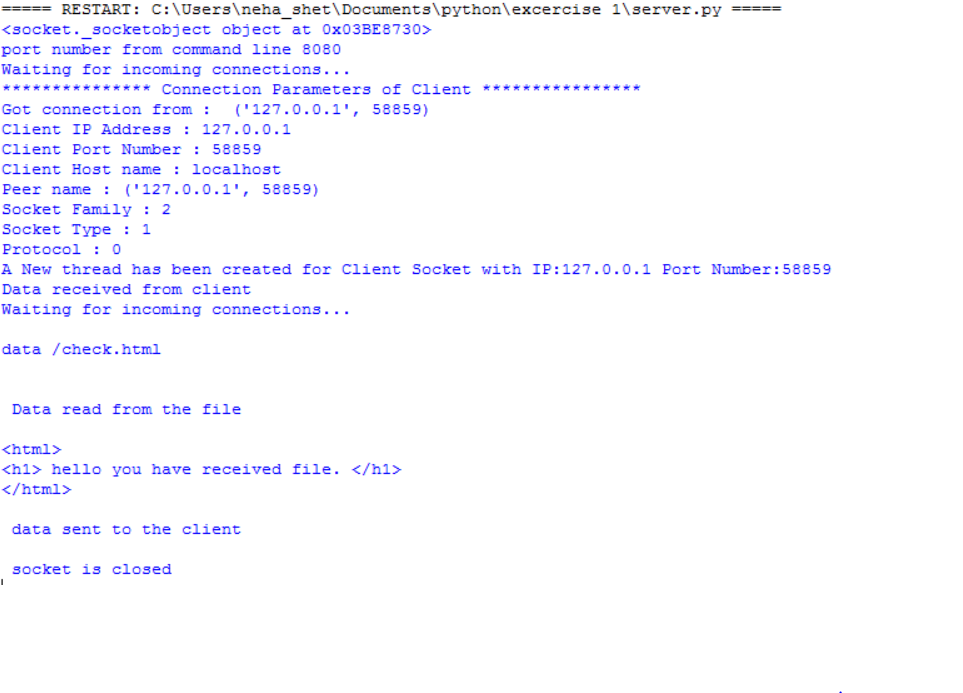 ===== RESTART: C:\Users\neha_shet\Documents\python\excercise 1\server.py =====
<socket._socketobject object at 0x03BE8730>
port number from command line 8080
Waiting for incoming connections...
*************** Connection Parameters of Client ****************
Got connection from :  ('127.0.0.1', 58859)
Client IP Address : 127.0.0.1
Client Port Number : 58859
Client Host name : localhost
Peer name : ('127.0.0.1', 58859)
Socket Family : 2
Socket Type : 1
Protocol : 0
A New thread has been created for Client Socket with IP:127.0.0.1 Port Number:58859
Data received from client
Waiting for incoming connections...
data /check.html
Data read from the file
<html>
<h1> hello you have received file. </h1>
</html>
data sent to the client
socket is closed